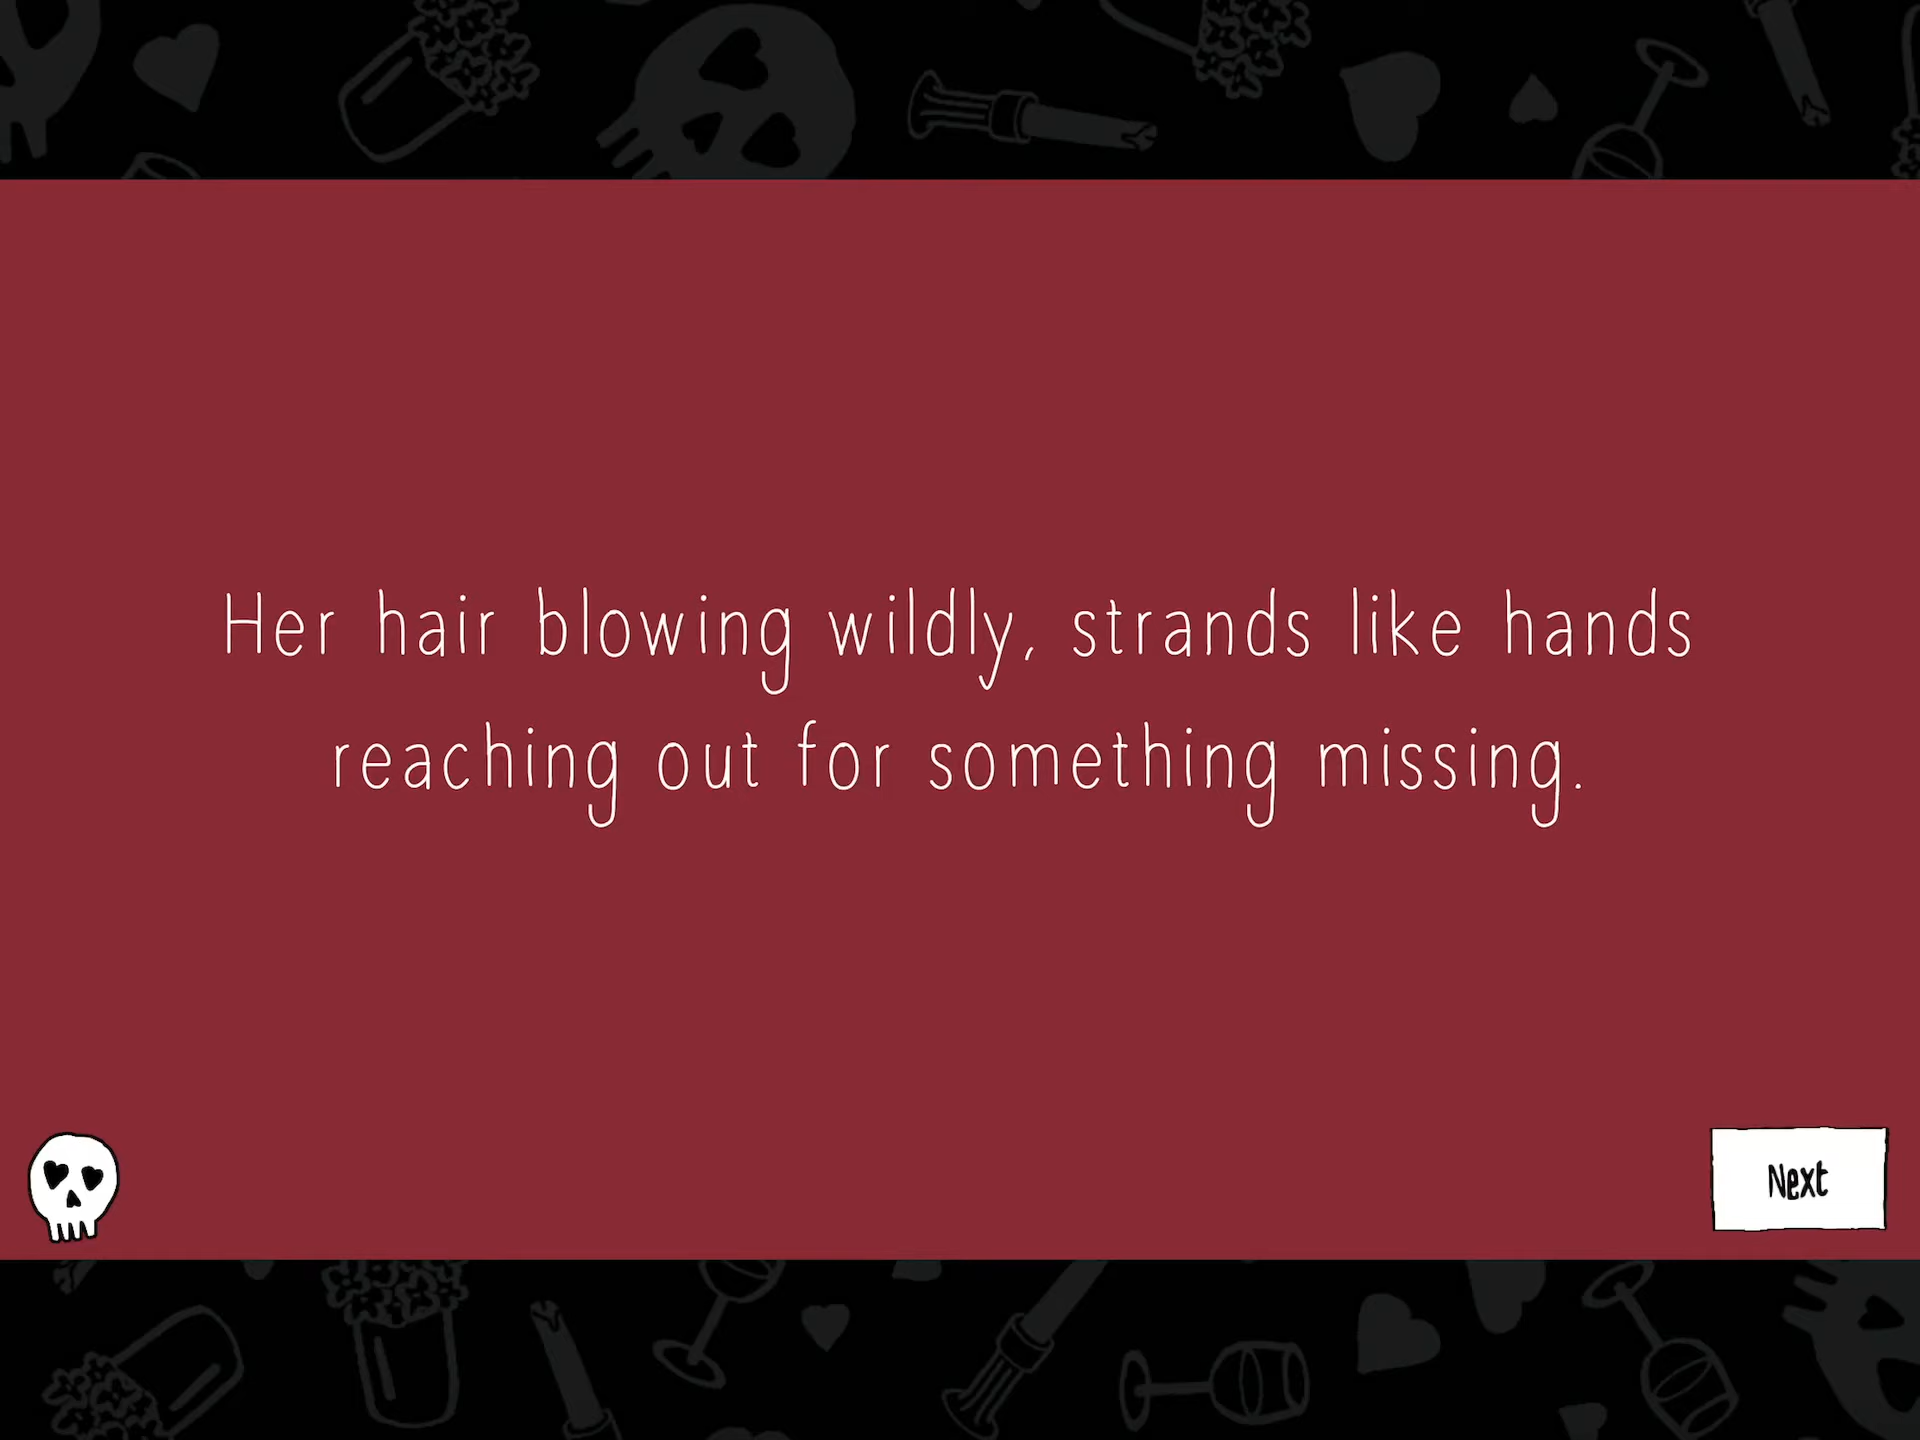 Her hair blowing wildly, strands like hands
reaching out for something missing.
Next